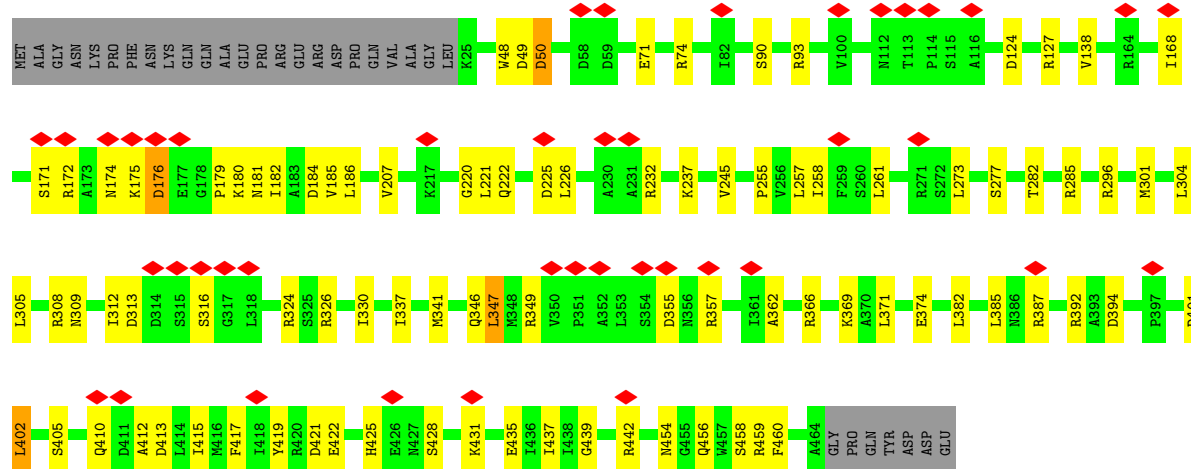 MET ALA GLY ASN LYS PRO PHE ASN LYS GLN GLN ALA GLU PRO ARG GLU ARG ASP PRO GLN VAL ALA GLY LEU K25 W48 D49 D50 D58 D59 E71 R74 I82 S90 R93 V100 N112 T113 P114 S115 A116 D124 R127 V138 R164 I168
S171 R172 A173 N174 K175 D176 E177 G178 P179 K180 N181 I182 A183 D184 V185 L186 V207 K217 G220 L221 Q222 D225 L226 A230 A231 R232 K237 V245 P255 V256 L257 I258 F259 S260 L261 R271 S272 L273 S277 T282 R285 R296 M301 L304
L305 R308 N309 I312 D313 D314 S315 S316 G317 L318 R324 S325 R326 I330 I337 M341 Q346 L347 M348 R349 V350 P351 A352 L353 S354 D355 N356 R357 I361 A362 R366 K369 A370 L371 E374 L382 L385 N386 R387 R392 A393 D394 P397
L402 S405 Q410 D411 A412 D413 L414 I415 M416 F417 I418 Y419 R420 D421 E422 H425 E426 N427 S428 K431 E435 I436 I437 I438 G439 R442 N454 G455 Q456 W457 S458 R459 F460 A464 GLY PRO GLN TYR ASP ASP GLU